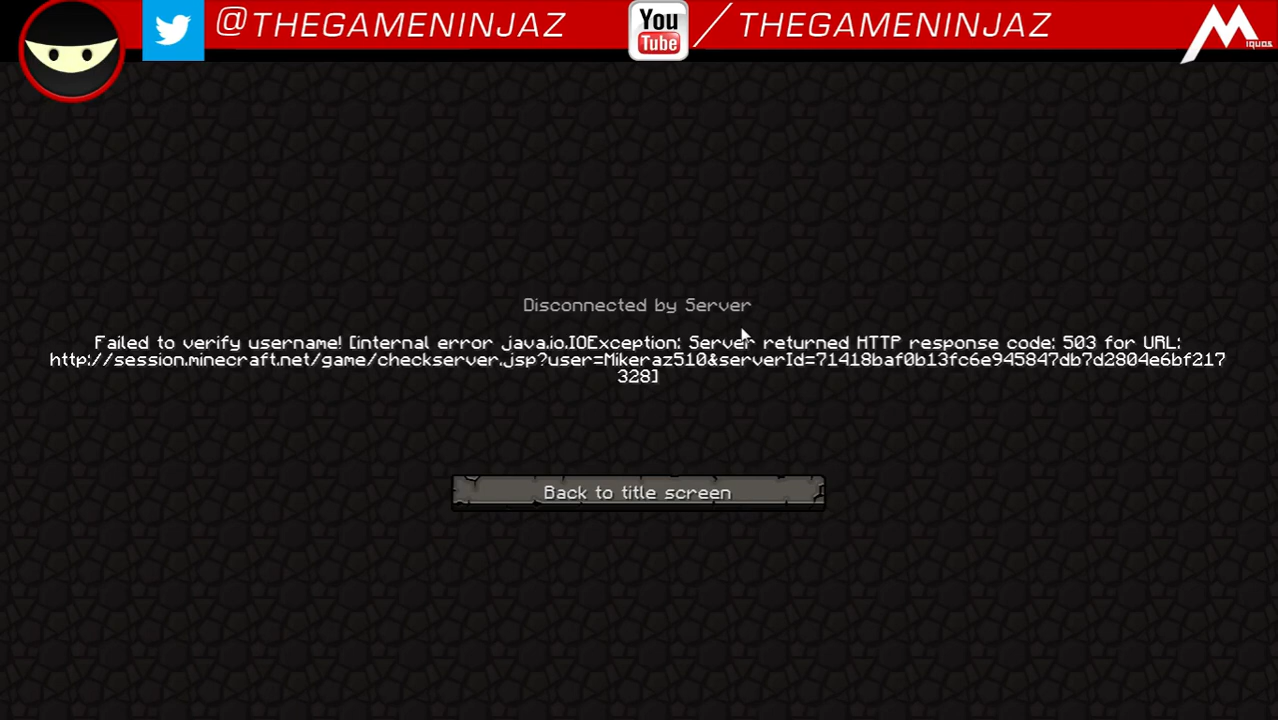 @THEGAMENINJAZ You Tube / THEGAMENINJAZ Miquas
Disconnected by Server
Failed to verify username! [internal error java.io.IOException: Server returned HTTP response code: 503 for URL:
http://session.minecraft.net/game/checkserver.jsp?user=Mikeraz510&serverId=71418baf0b13fc6e945847db7d2804e6bf217
328]
Back to title screen